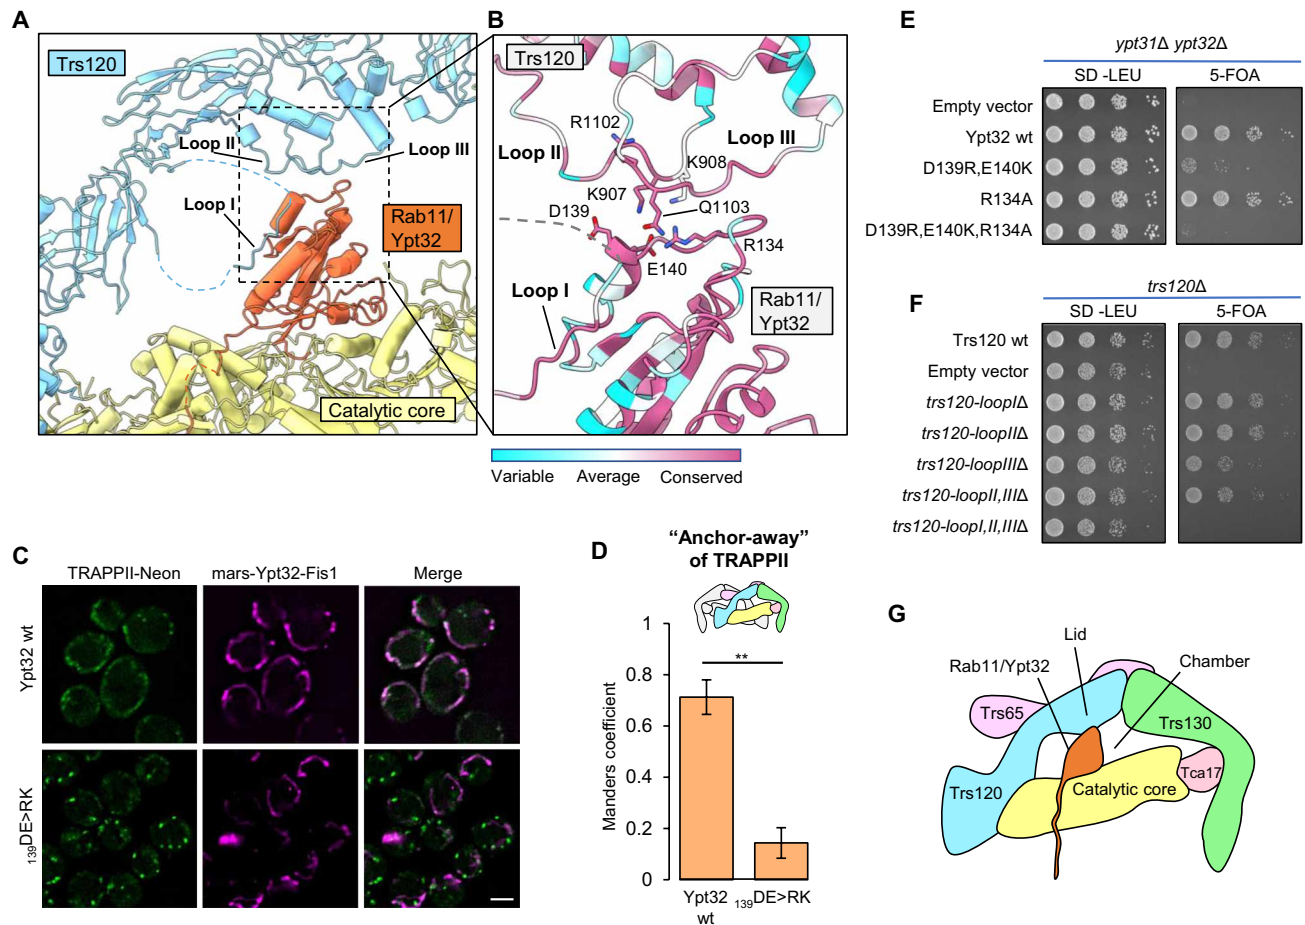 A
Trs120
Loop II
Loop III
Loop I
Rab11/
Ypt32
Catalytic core
B
Trs120
R1102
Loop II
Loop III
K908
K907
D139
Q1103
R134
E140
Loop I
Rab11/
Ypt32
Variable Average Conserved
C
TRAPPII-Neon mars-Ypt32-Fis1 Merge
Ypt32 wt
139DE>RK
D
“Anchor-away”
of TRAPPII
Manders coefficient
1
0.8
0.6
0.4
0.2
0
**
Ypt32
wt
139DE>RK
E
ypt31Δ ypt32Δ
SD -LEU 5-FOA
Empty vector
Ypt32 wt
D139R,E140K
R134A
D139R,E140K,R134A
F
trs120Δ
SD -LEU 5-FOA
Trs120 wt
Empty vector
trs120-loopIΔ
trs120-loopIIΔ
trs120-loopIIIΔ
trs120-loopII,IIIΔ
trs120-loopI,II,IIIΔ
G
Lid
Rab11/Ypt32
Chamber
Trs65
Trs130
Trs120
Catalytic core
Tca17